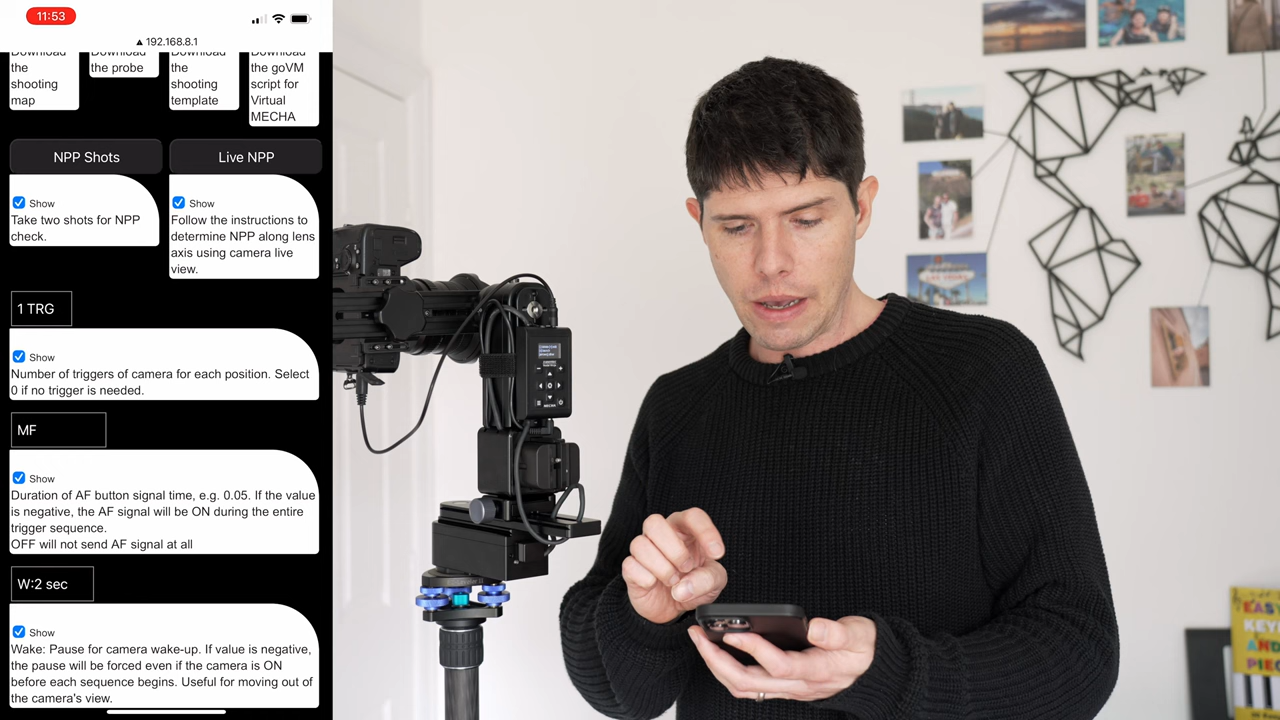 11:53
192.168.8.1
Download
the
shooting
map
Download
the probe
Download
the
shooting
template
Download
the goVM
script for
Virtual
MECHA
NPP Shots
Live NPP
Show
Take two shots for NPP
check.
Show
Follow the instructions to
determine NPP along lens
axis using camera live
view.
1 TRG
Show
Number of triggers of camera for each position. Select
0 if no trigger is needed.
MF
Show
Duration of AF button signal time, e.g. 0.05. If the value
is negative, the AF signal will be ON during the entire
trigger sequence.
OFF will not send AF signal at all
W:2 sec
Show
Wake: Pause for camera wake-up. If value is negative,
the pause will be forced even if the camera is ON
before each sequence begins. Useful for moving out of
the camera's view.
MECHA
LAS VEGAS
EASY
KEY
AND
PIEC